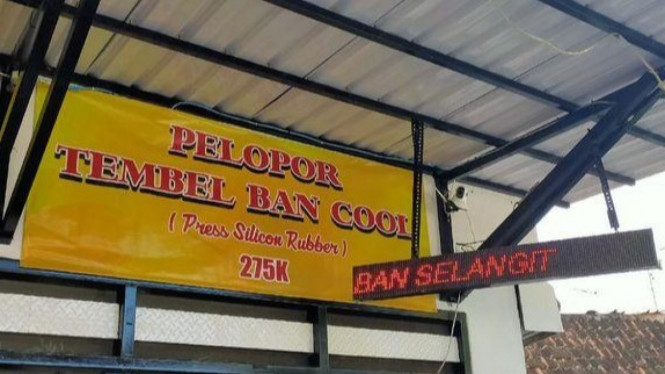 PELOPOR
TEMBEL BAN COOL
( Press Silicon Rubber )
275K
BAN SELANGIT